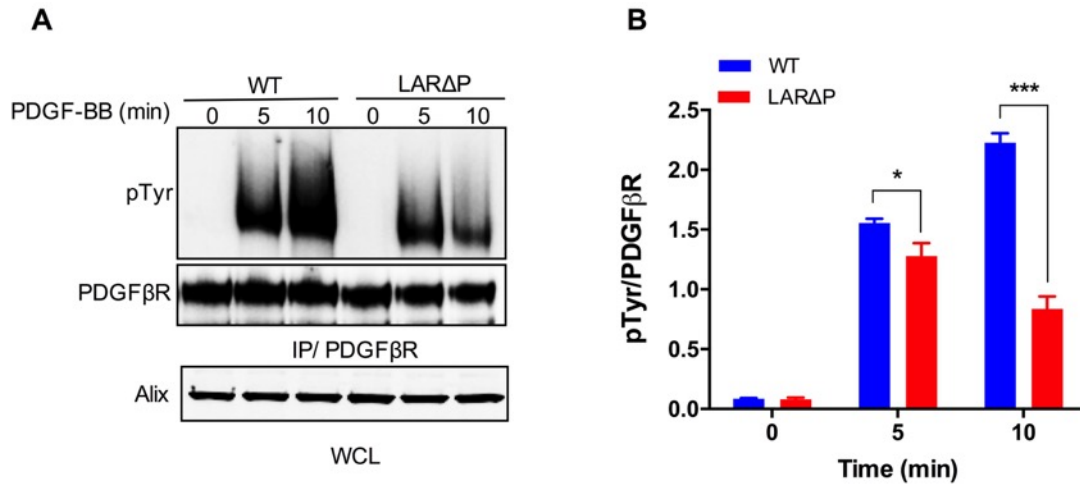 A
WT LARΔP
PDGF-BB (min) 0 5 10 0 5 10
pTyr
PDGFβR
IP/ PDGFβR
Alix
WCL
B
WT
LARΔP
***
*
2.5
2.0
1.5
1.0
0.5
0.0
pTyr/PDGFβR
0 5 10
Time (min)